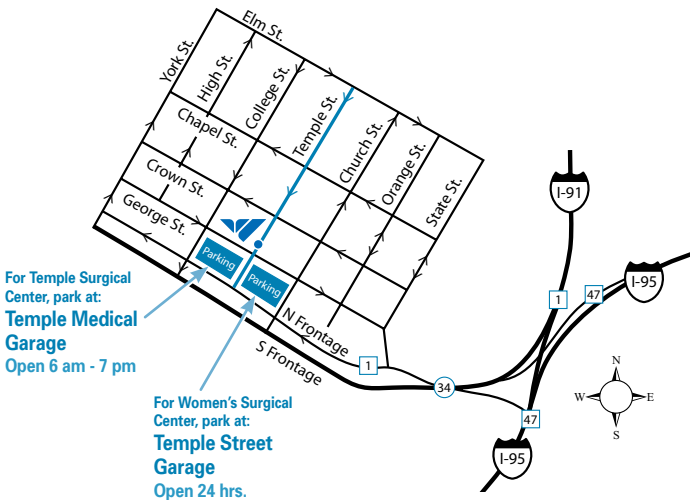 Elm St.
York St.
High St.
College St.
Temple St.
Church St.
Orange St.
State St.
Chapel St.
Crown St.
George St.
Parking
Parking
N Frontage
S Frontage
For Temple Surgical
Center, park at:
Temple Medical
Garage
Open 6 am - 7 pm
For Women's Surgical
Center, park at:
Temple Street
Garage
Open 24 hrs.
I-91
I-95
1
47
1
34
47
I-95
N
W
E
S